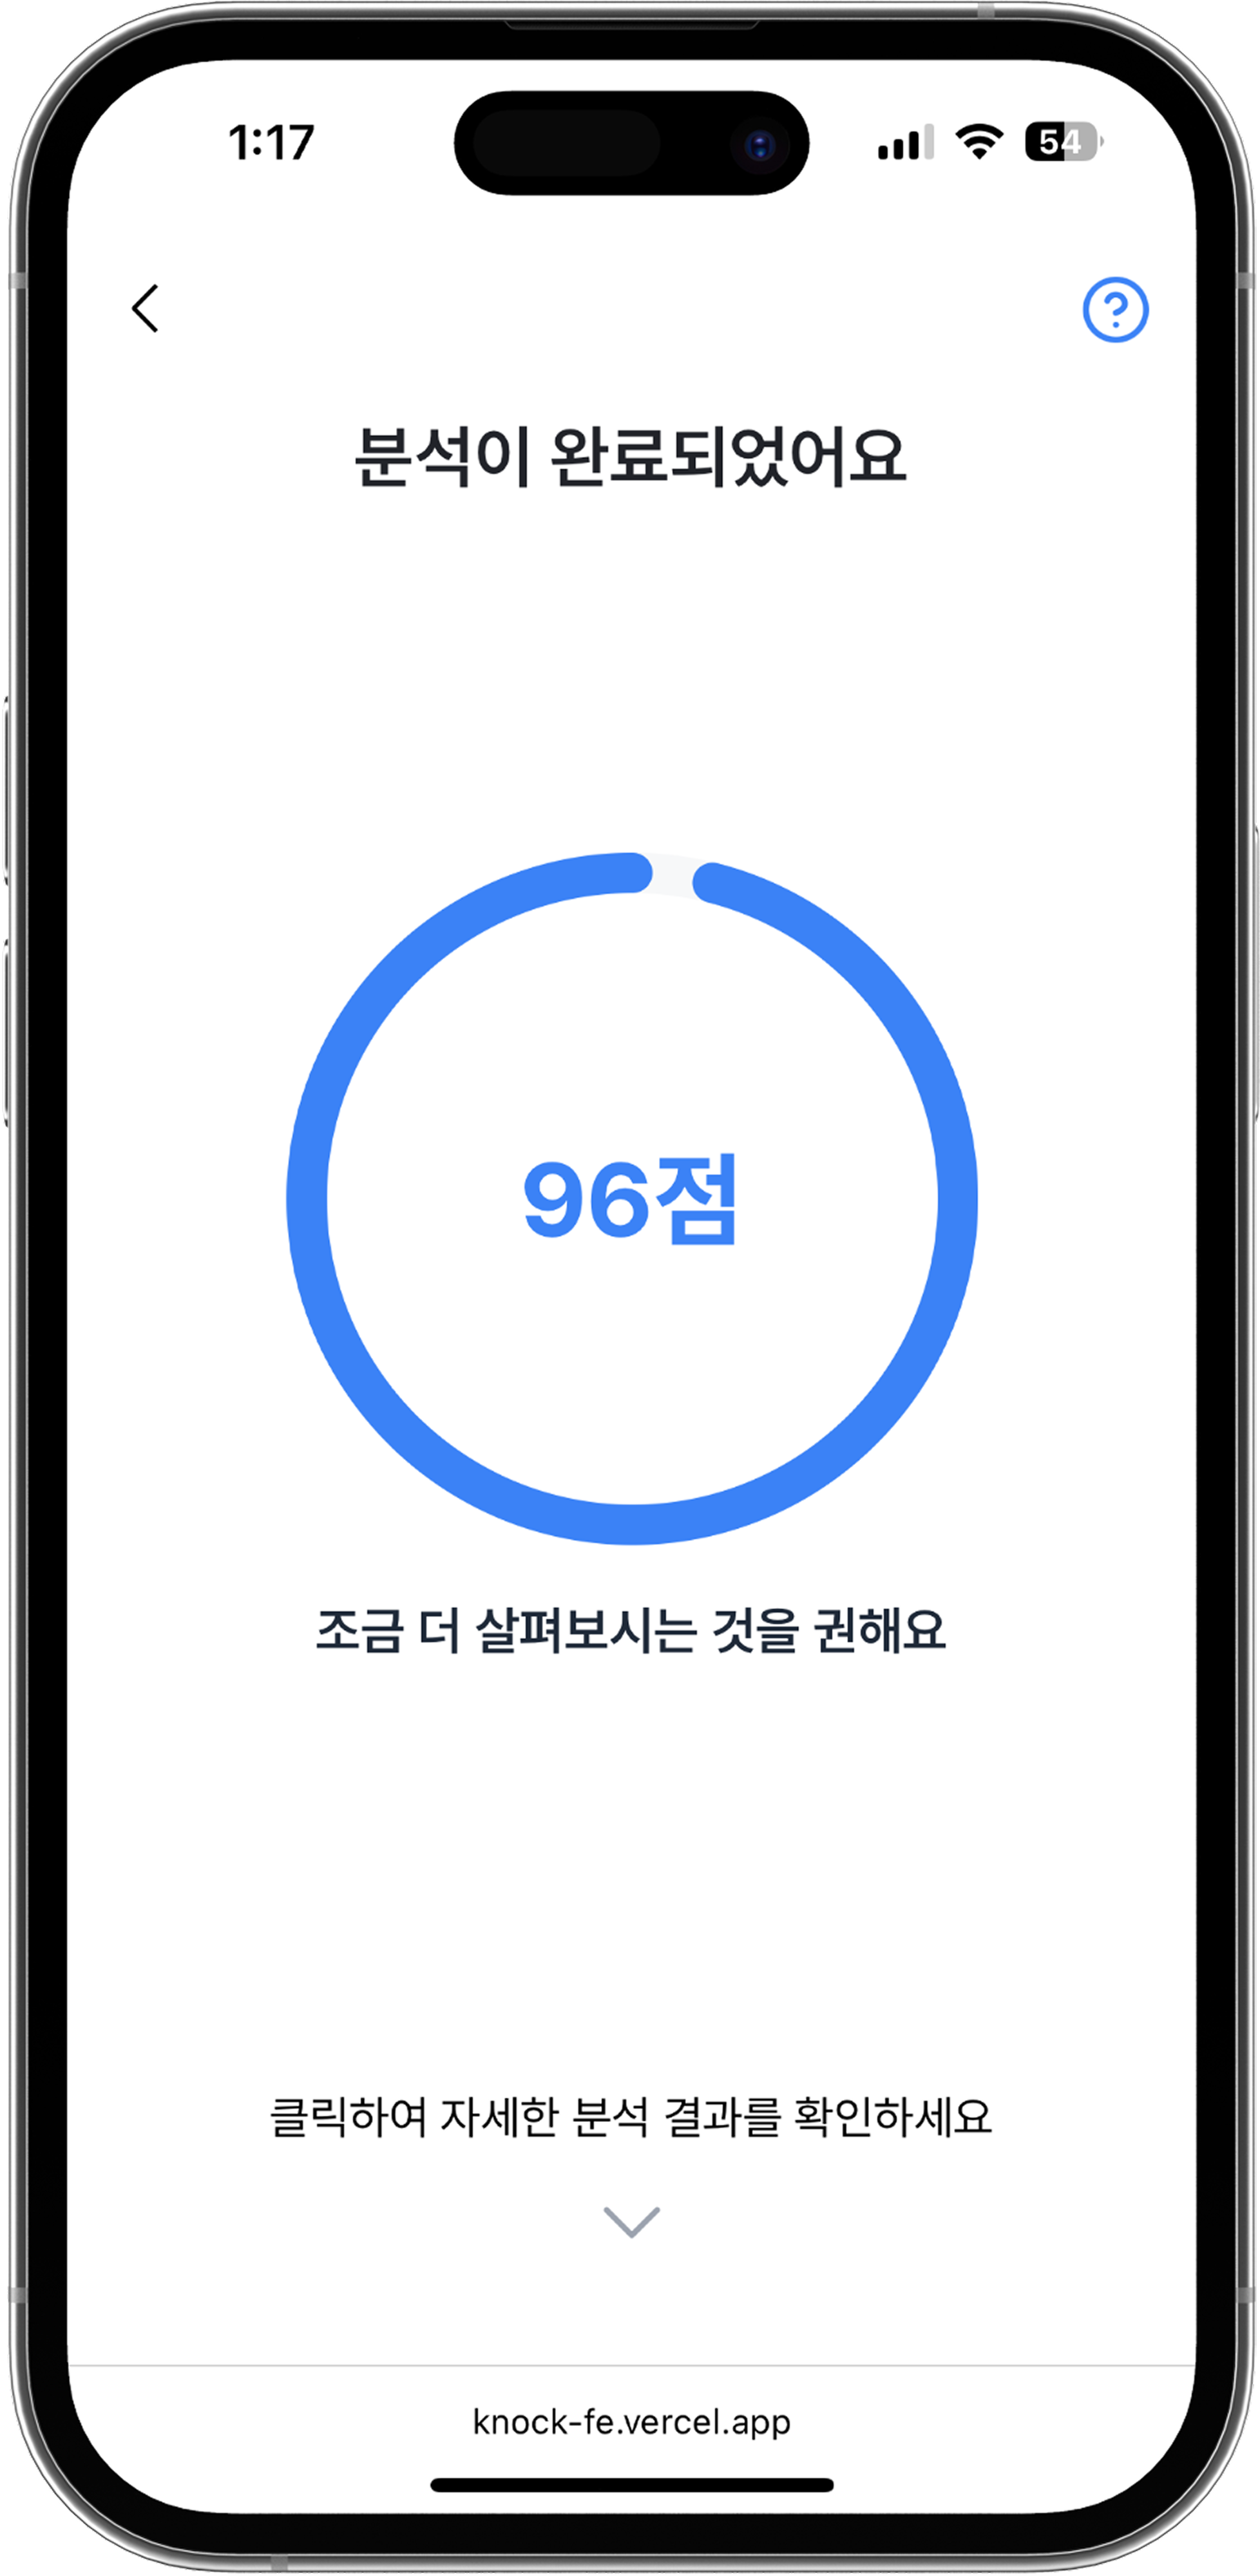 1:17
54
분석이 완료되었어요
96점
조금 더 살펴보시는 것을 권해요
클릭하여 자세한 분석 결과를 확인하세요
knock-fe.vercel.app